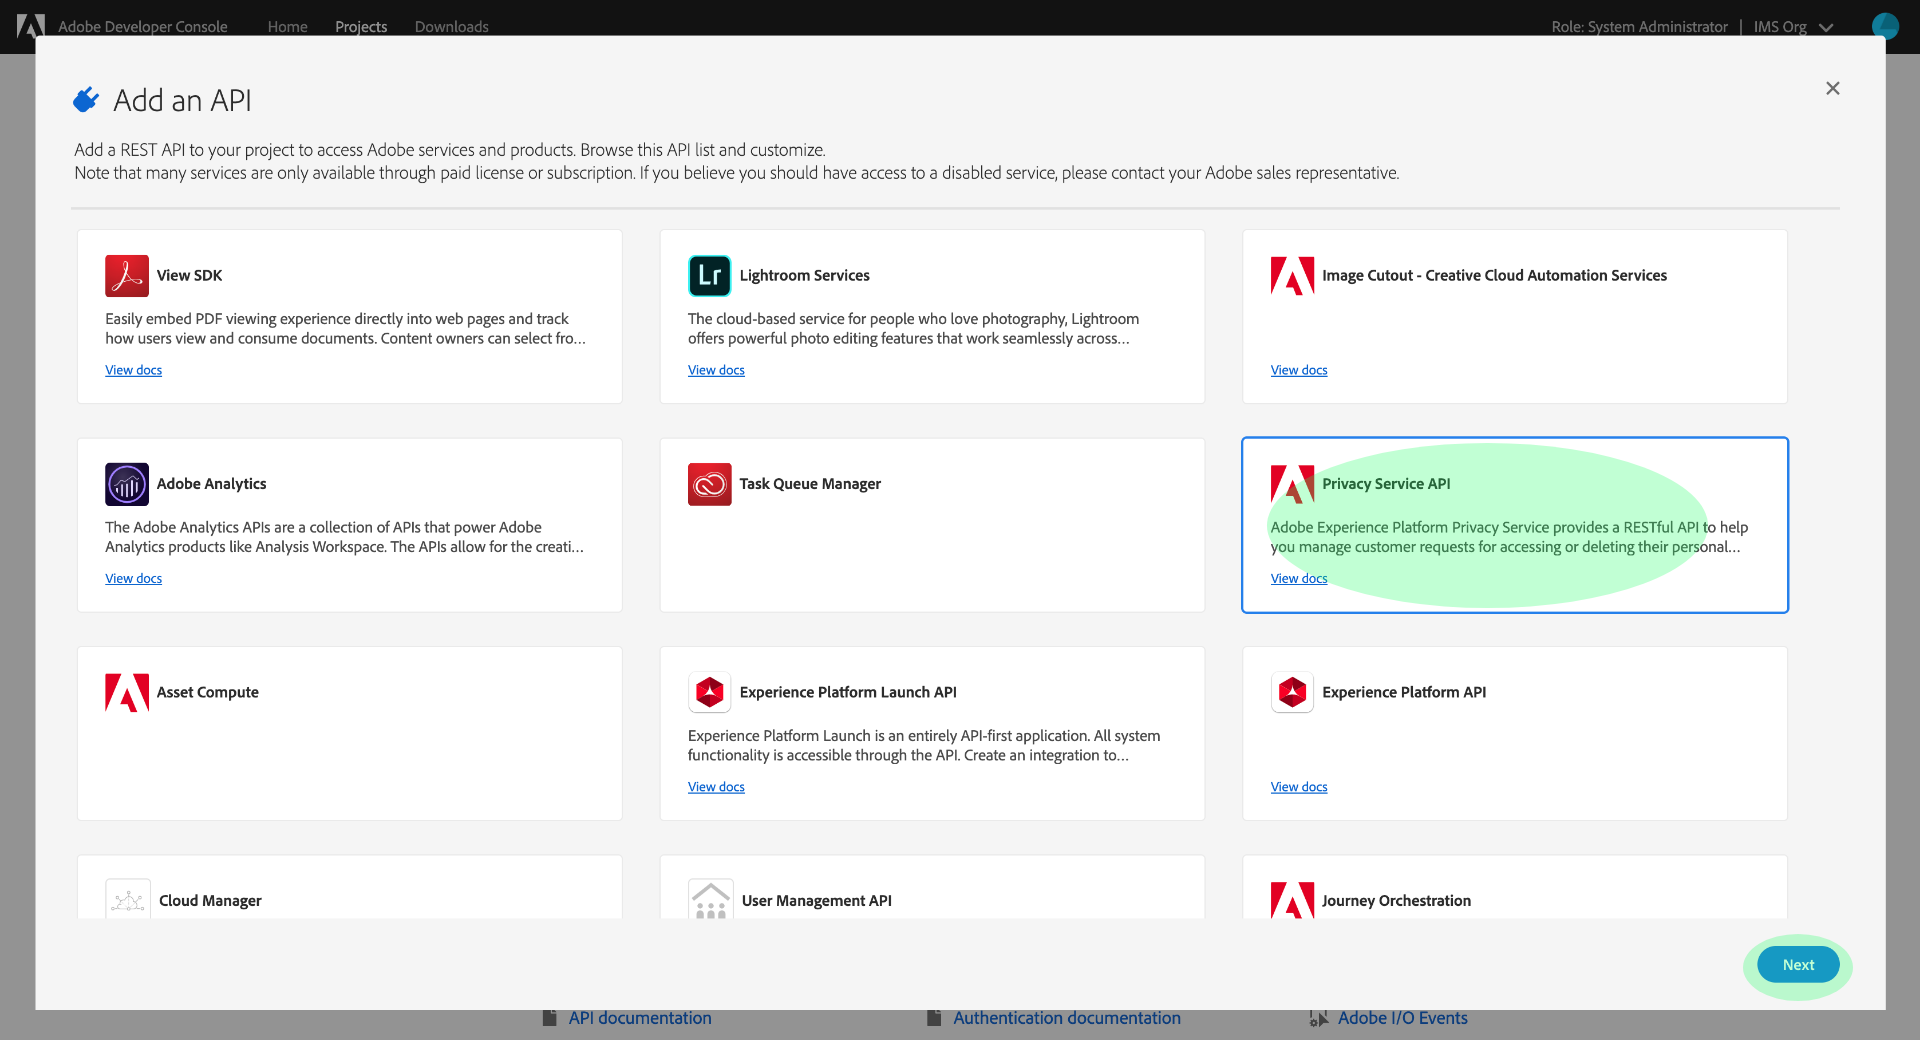 Adobe Developer Console Home Projects Downloads Role: System Administrator | IMS Org
Add an API
Add a REST API to your project to access Adobe services and products. Browse this API list and customize.
Note that many services are only available through paid license or subscription. If you believe you should have access to a disabled service, please contact your Adobe sales representative.
View SDK
Easily embed PDF viewing experience directly into web pages and track
how users view and consume documents. Content owners can select fro...
View docs
Lr Lightroom Services
The cloud-based service for people who love photography, Lightroom
offers powerful photo editing features that work seamlessly across...
View docs
Image Cutout - Creative Cloud Automation Services
View docs
Adobe Analytics
The Adobe Analytics APIs are a collection of APIs that power Adobe
Analytics products like Analysis Workspace. The APIs allow for the creati...
View docs
Task Queue Manager
Privacy Service API
Adobe Experience Platform Privacy Service provides a RESTful API to help
you manage customer requests for accessing or deleting their personal...
View docs
Asset Compute
Experience Platform Launch API
Experience Platform Launch is an entirely API-first application. All system
functionality is accessible through the API. Create an integration to...
View docs
Experience Platform API
View docs
Cloud Manager
User Management API
Journey Orchestration
Next
API documentation
Authentication documentation
Adobe I/O Events